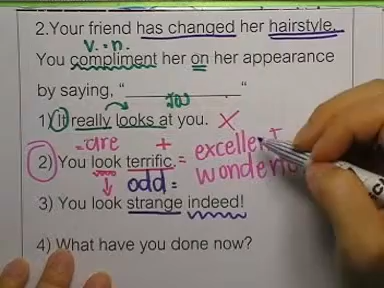 2.Your friend has changed her hairstyle.
v. = n.
You compliment her on her appearance
by saying, "__________"
you
1) It really looks at you. X
= are + excellent
2) You look terrific. = wonderful
odd =
3) You look strange indeed!
4) What have you done now?